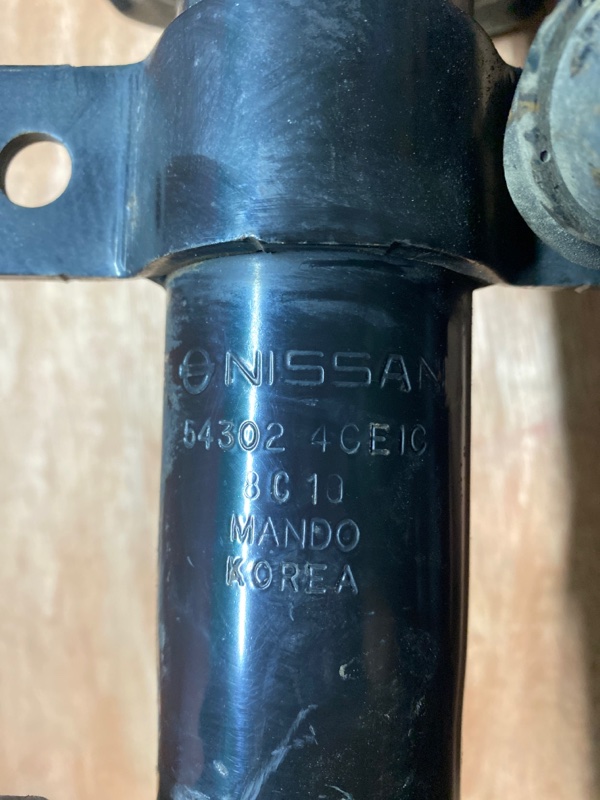 NISSAN
54302 4CE1C
8C10
MANDO
KOREA